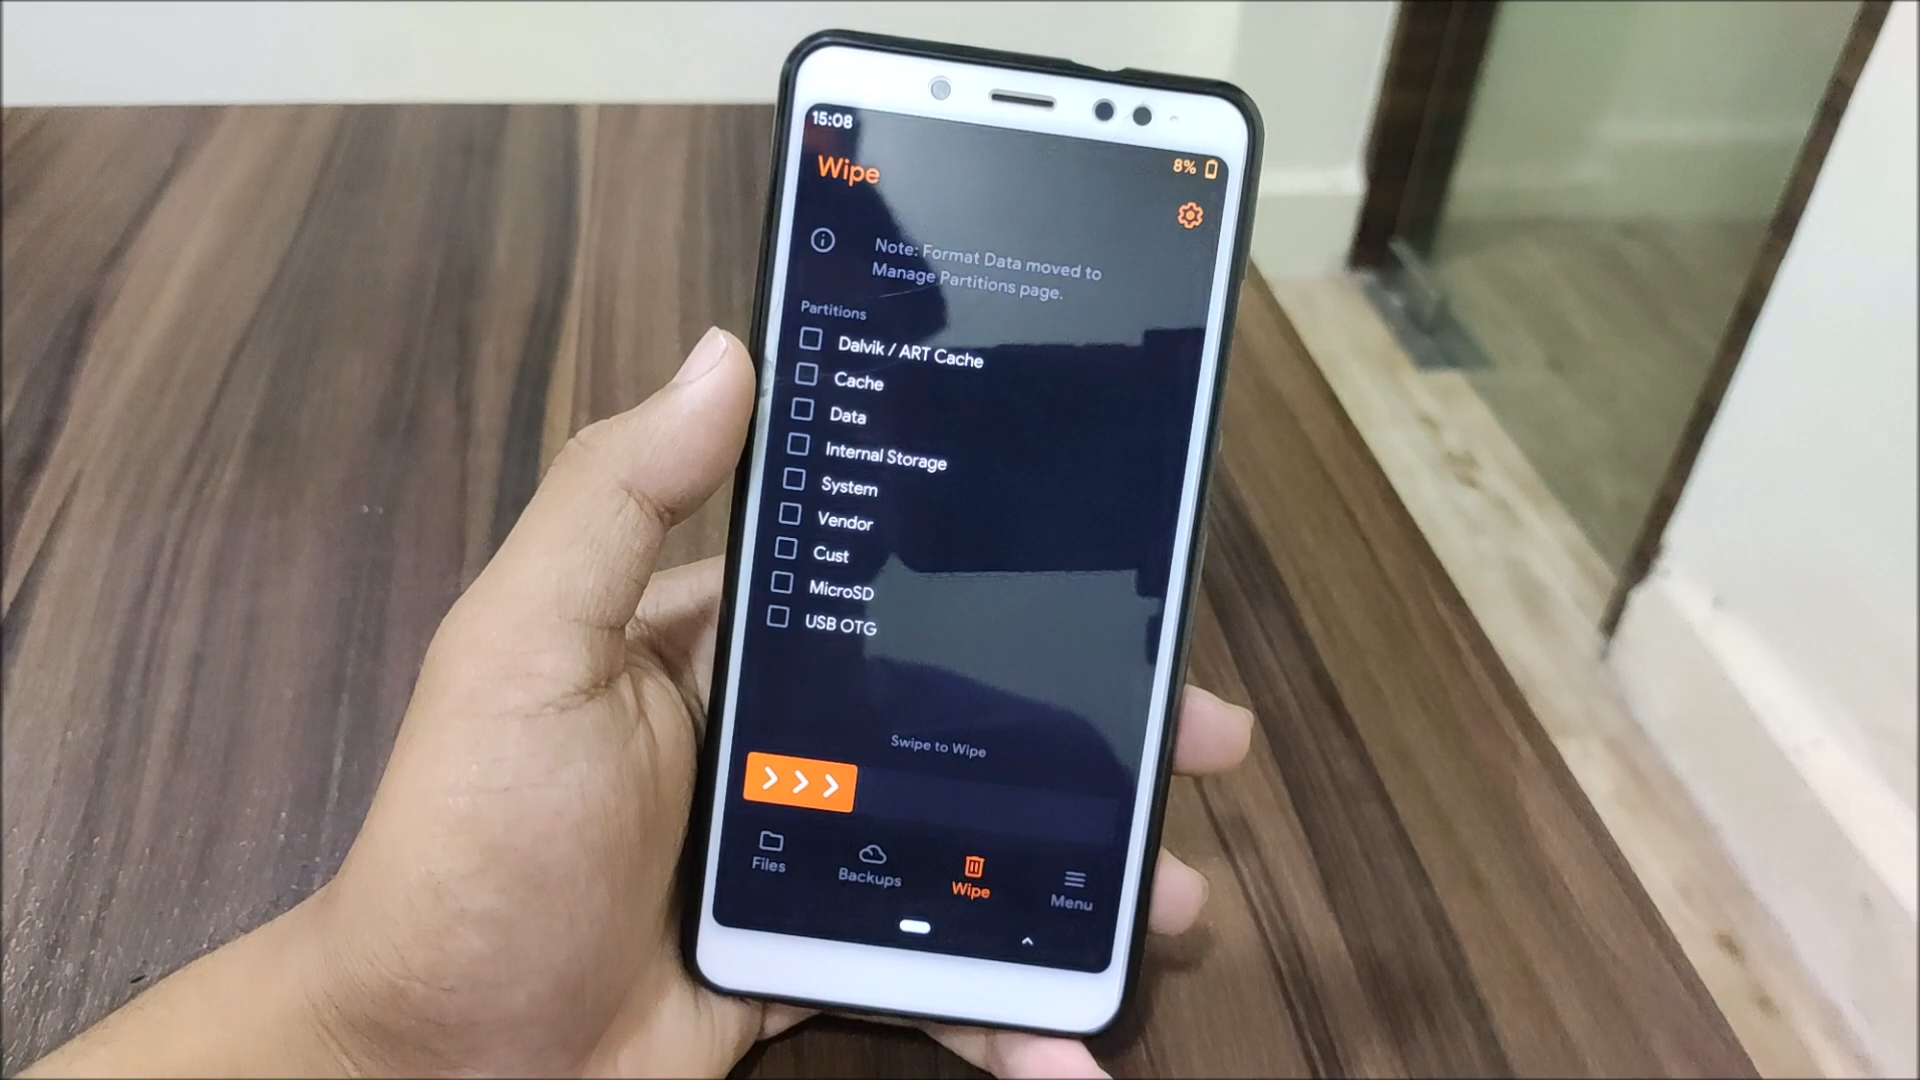 15:08
8%
Wipe
Note: Format Data moved to
Manage Partitions page.
Partitions
Dalvik / ART Cache
Cache
Data
Internal Storage
System
Vendor
Cust
MicroSD
USB OTG
Swipe to Wipe
Files
Backups
Wipe
Menu